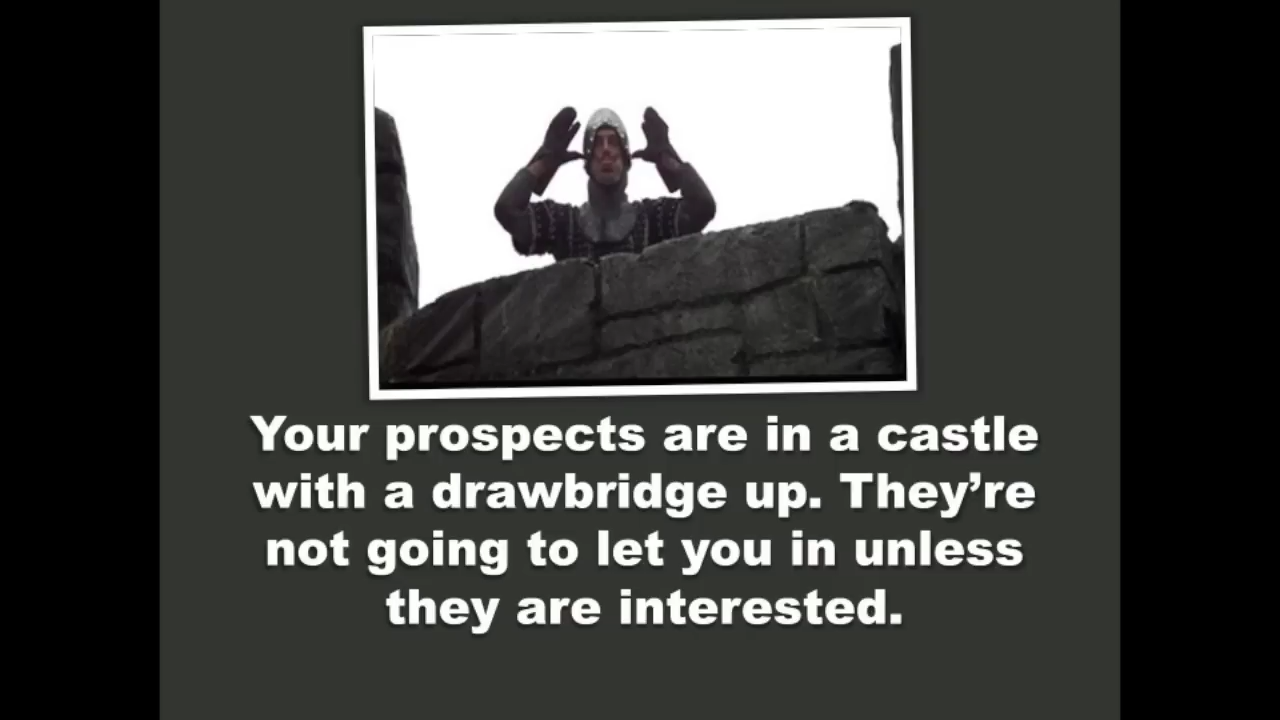 Your prospects are in a castle
with a drawbridge up. They’re
not going to let you in unless
they are interested.